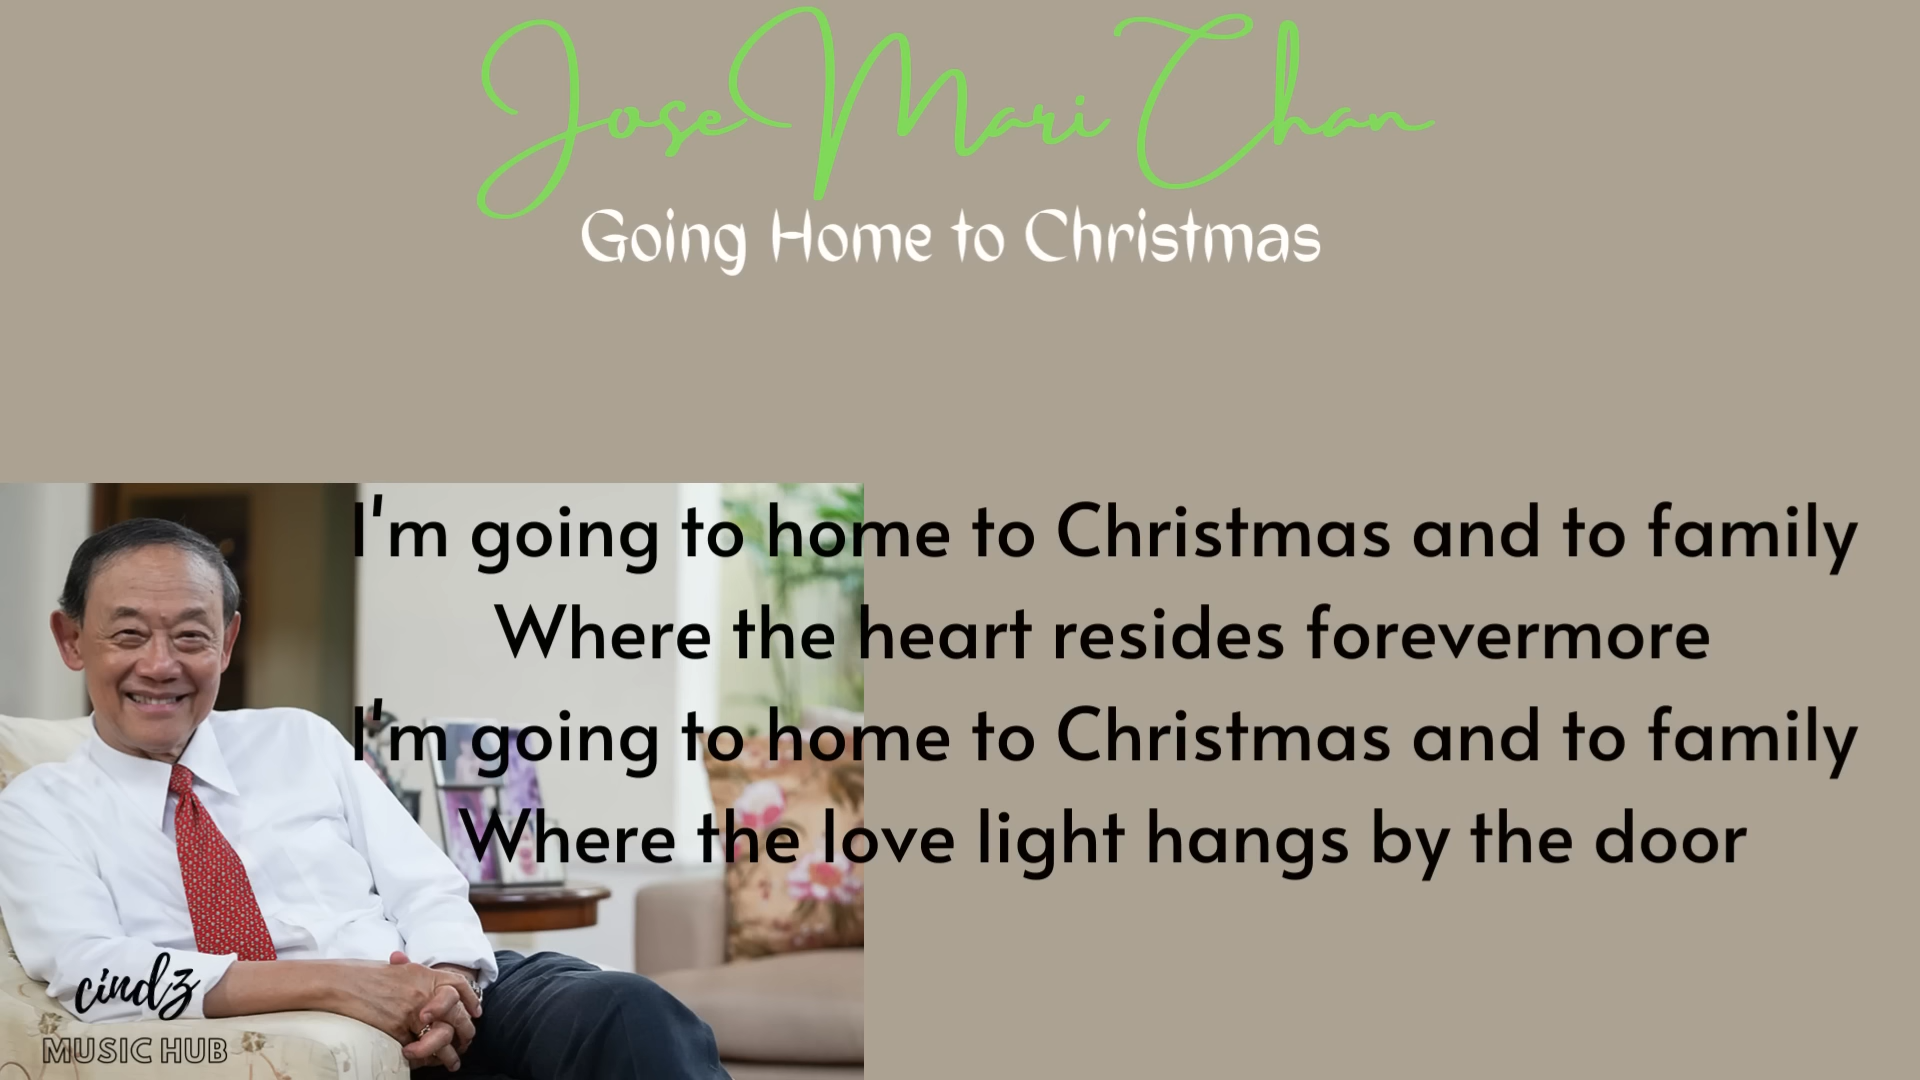 Jose Mari Chan
Going Home to Christmas
I'm going to home to Christmas and to family
Where the heart resides forevermore
I'm going to home to Christmas and to family
Where the love light hangs by the door
cindz
MUSIC HUB